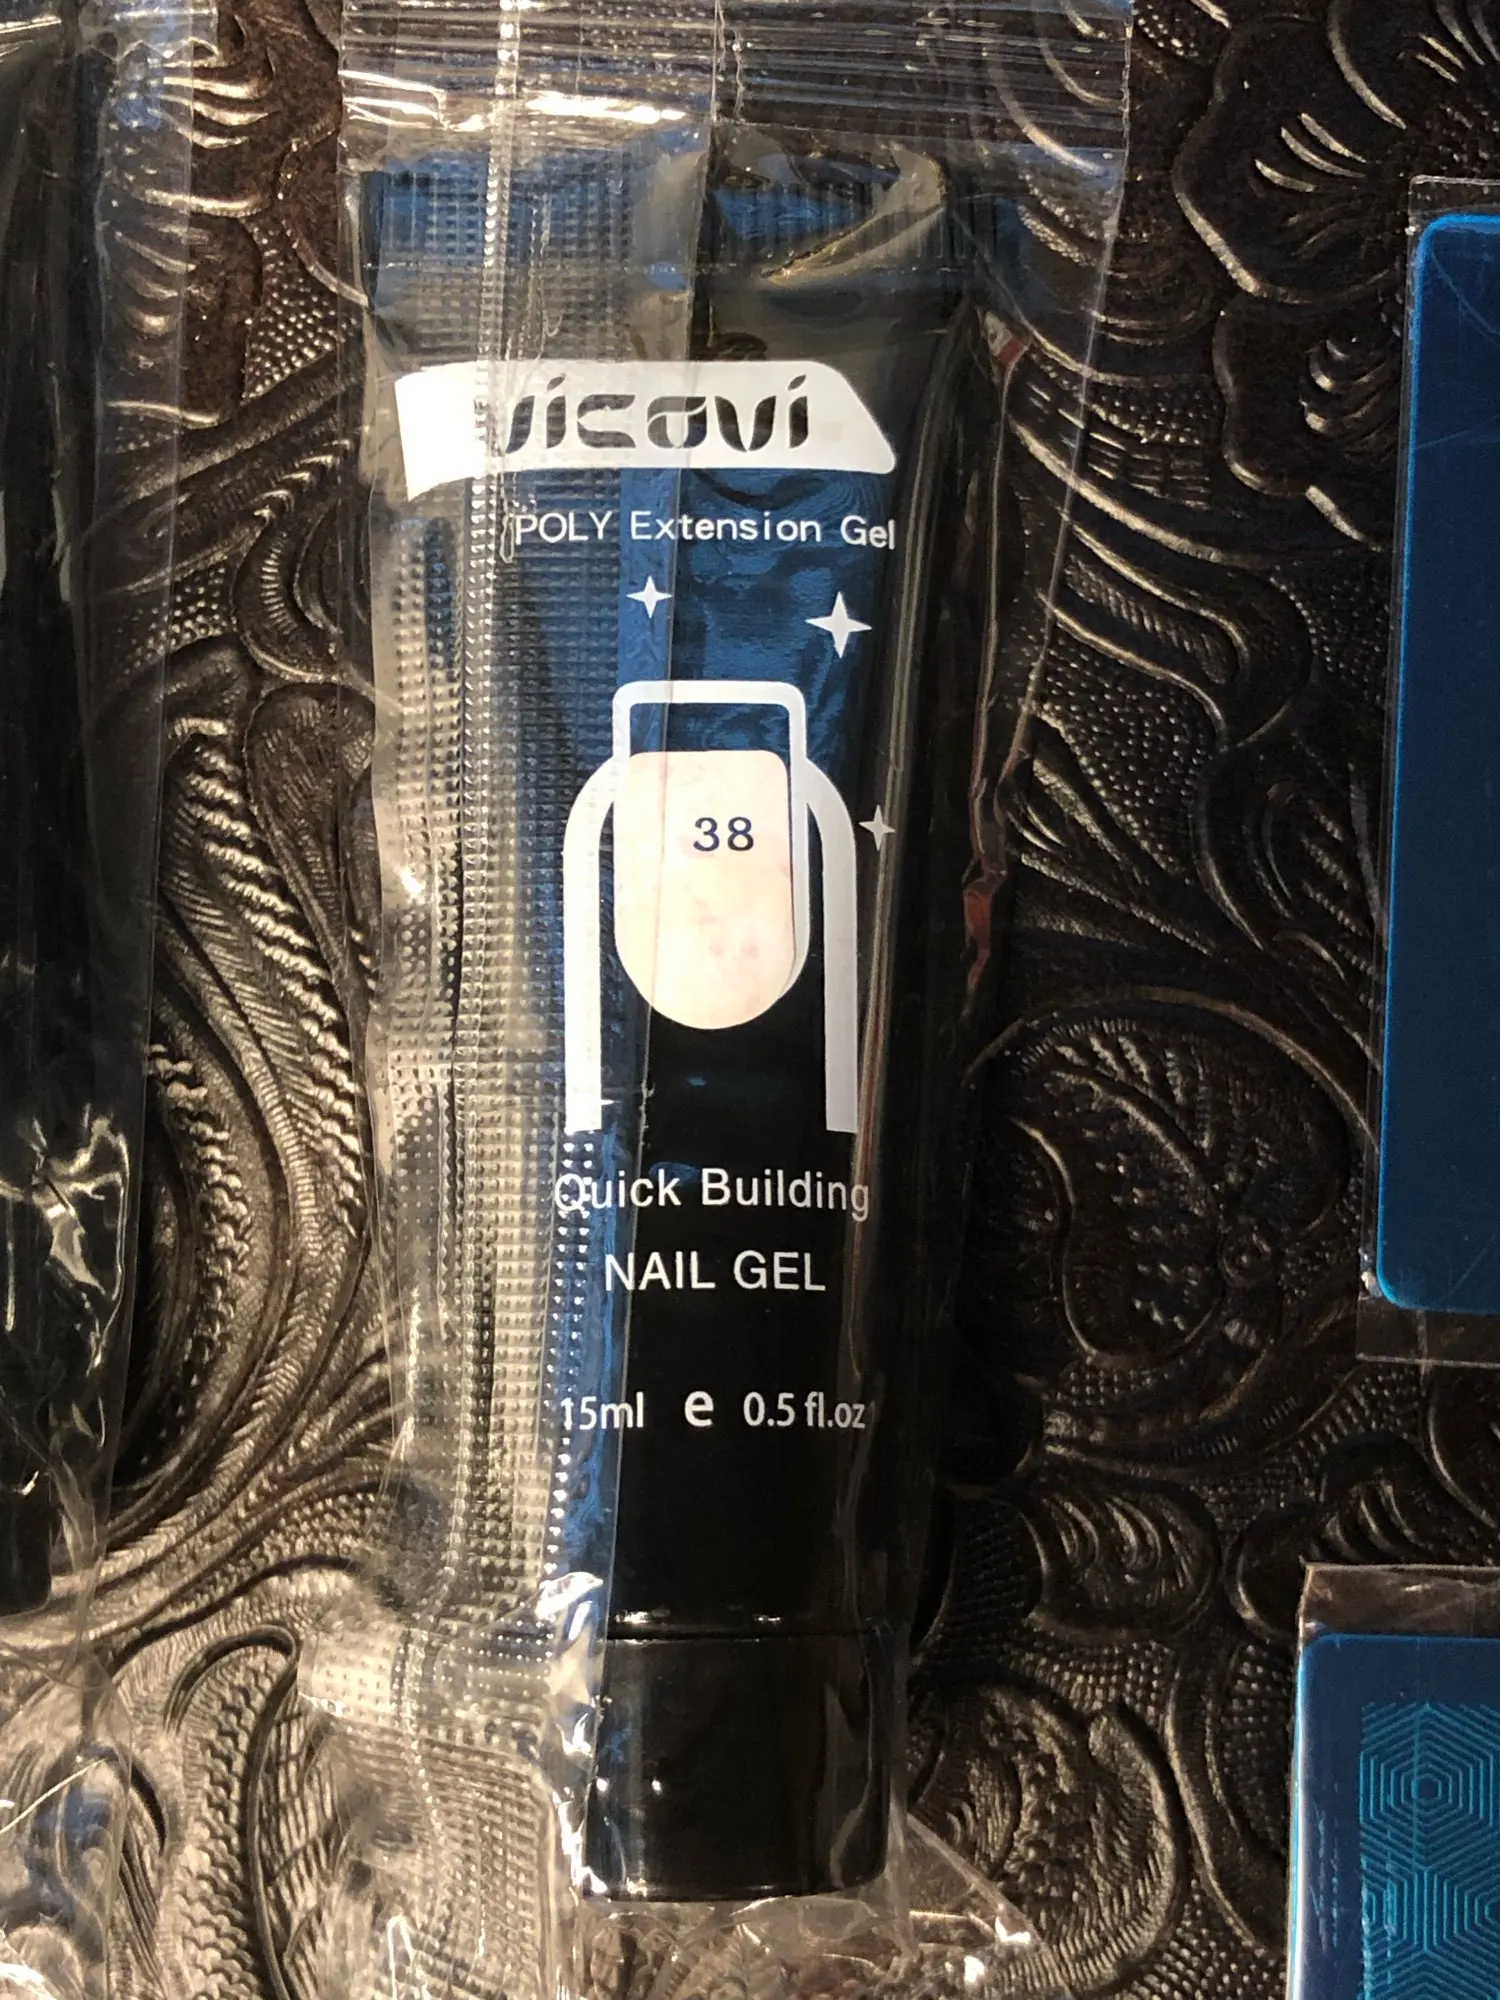 vicovi
POLY Extension Gel
38
Quick Building
NAIL GEL
15ml e 0.5 fl.oz